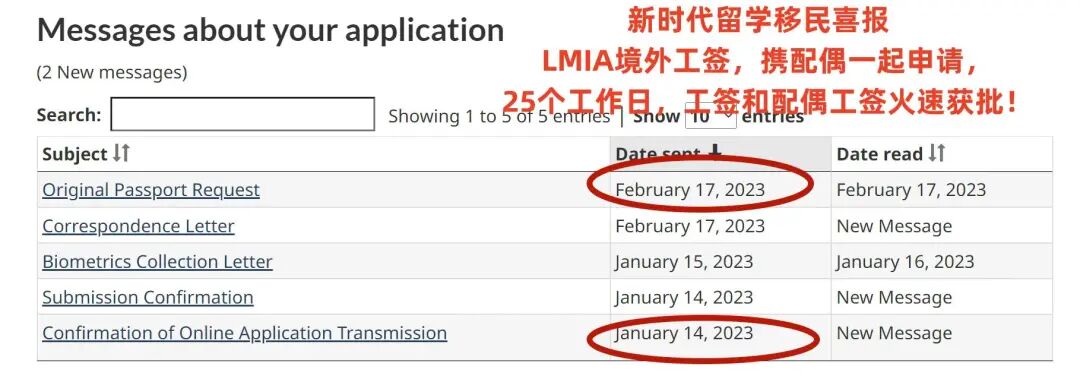 Messages about your application
新时代留学移民喜报
(2 New messages)
LMIA境外工签，携配偶一起申请，
25个工作日，工签和配偶工签火速获批！
Search: Showing 1 to 5 of 5 entries | Show 10 entries
Subject Date sent Date read
Original Passport Request February 17, 2023 February 17, 2023
Correspondence Letter February 17, 2023 New Message
Biometrics Collection Letter January 15, 2023 January 16, 2023
Submission Confirmation January 14, 2023 New Message
Confirmation of Online Application Transmission January 14, 2023 New Message